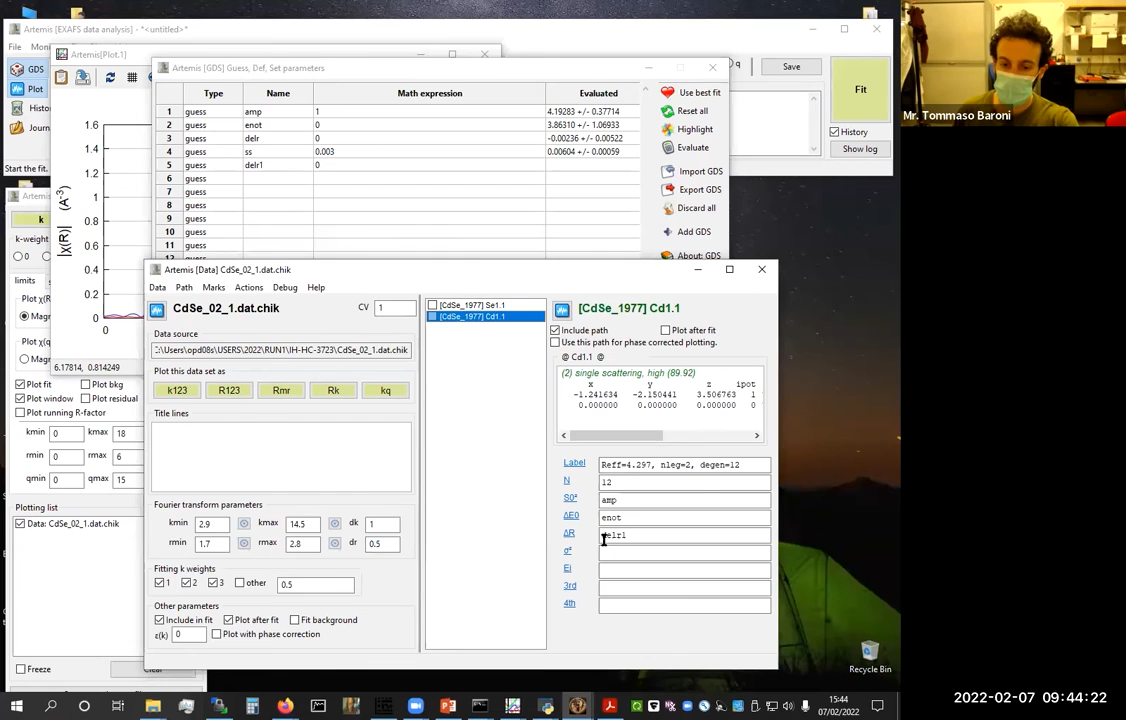 Artemis [EXAFS data analysis] - *<untitled>*
File Mon
GDS
Plot
Histo
Journ
Start the fit.
Artemis[Plot.1]
|χ(R)| (Å⁻³)
1.6
1.4
1.2
1
0.8
0.6
0.4
0.2
0
0
6.17814, 0.814249
Artemis [GDS] Guess, Def, Set parameters
Type Name Math expression Evaluated
1 guess amp 1 4.19283 +/- 0.37714
2 guess enot 0 3.86310 +/- 1.06933
3 guess delr 0 -0.00236 +/- 0.00522
4 guess ss 0.003 0.00604 +/- 0.00059
5 guess delr1 0
6 guess
7 guess
8 guess
9 guess
10 guess
11 guess
Use best fit
Reset all
Highlight
Evaluate
Import GDS
Export GDS
Discard all
Add GDS
About: GDS
q
Save
Fit
History
Show log
Artemis
k
k-weight
0
limits
Plot χ(R)
Magn
Plot χ(q)
Magn
Plot fit
Plot bkg
Plot window
Plot residual
Plot running R-factor
kmin 0 kmax 18
rmin 0 rmax 6
qmin 0 qmax 15
Plotting list
Data: CdSe_02_1.dat.chik
Freeze
Clear
Artemis [Data] CdSe_02_1.dat.chik
Data Path Marks Actions Debug Help
CdSe_02_1.dat.chik
CV 1
Data source
:\Users\opd08s\USERS\2022\RUN1\IH-HC-3723\CdSe_02_1.dat.chik
Plot this data set as
k123 R123 Rmr Rk kq
Title lines
Fourier transform parameters
kmin 2.9 kmax 14.5 dk 1
rmin 1.7 rmax 2.8 dr 0.5
Fitting k weights
1 2 3 other 0.5
Other parameters
Include in fit Plot after fit Fit background
ε(k) 0 Plot with phase correction
[CdSe_1977] Se1.1
[CdSe_1977] Cd1.1
[CdSe_1977] Cd1.1
Include path Plot after fit
Use this path for phase corrected plotting.
@ Cd1.1 @
(2) single scattering, high (89.92)
x y z ipot
-1.241634 -2.150441 3.506763 1
0.000000 0.000000 0.000000 0
Label Reff=4.297, nleg=2, degen=12
N 12
S0² amp
ΔE0 enot
ΔR delr1
σ²
Ei
3rd
4th
Mr. Tommaso Baroni
Recycle Bin
15:44
07/02/2022
2022-02-07 09:44:22